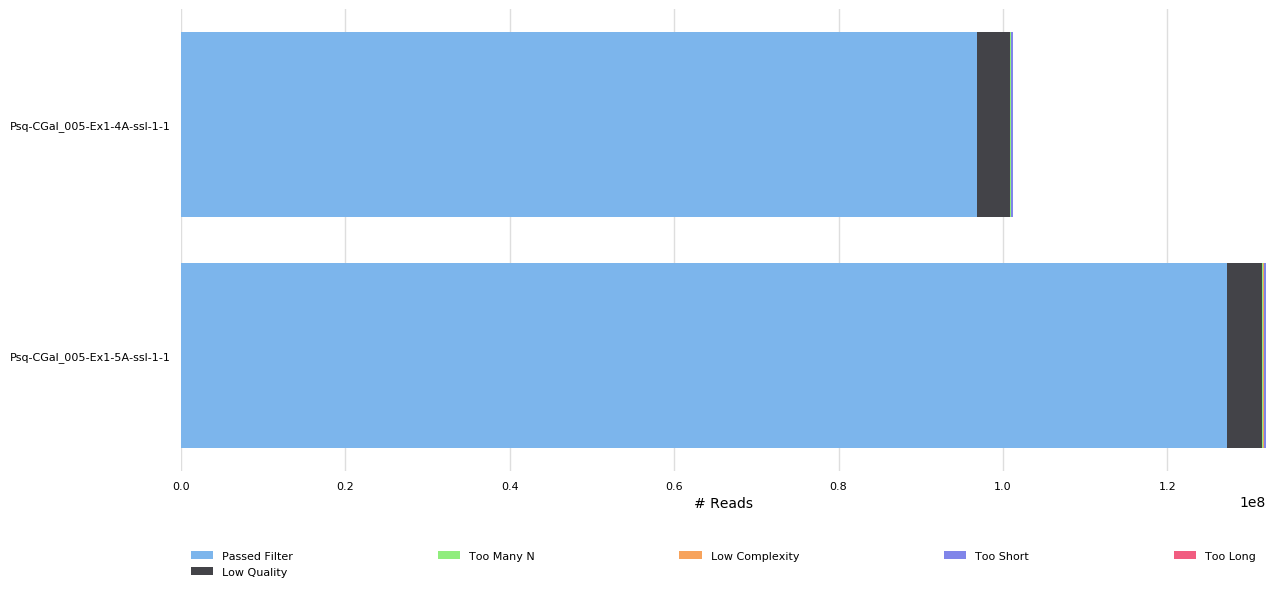 Psq-CGal_005-Ex1-4A-ssl-1-1
Psq-CGal_005-Ex1-5A-ssl-1-1
0.0 0.2 0.4 0.6 0.8 1.0 1.2
# Reads
1e8
Passed Filter Too Many N Low Complexity Too Short Too Long
Low Quality